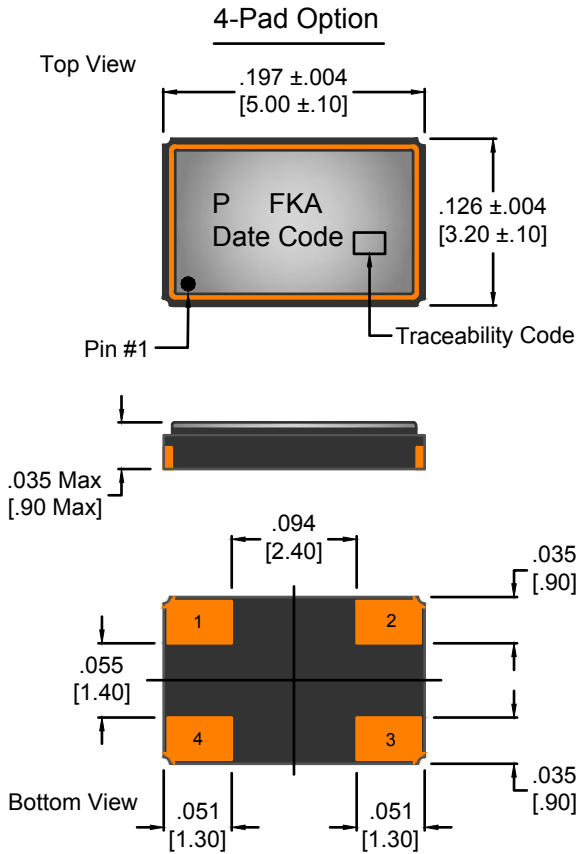 4-Pad Option
Top View
.197 ±.004
[5.00 ±.10]
P FKA
Date Code
.126 ±.004
[3.20 ±.10]
Pin #1
Traceability Code
.035 Max
[.90 Max]
.094
[2.40]
.035
[.90]
1
2
.055
[1.40]
4
3
.035
[.90]
Bottom View
.051
[1.30]
.051
[1.30]